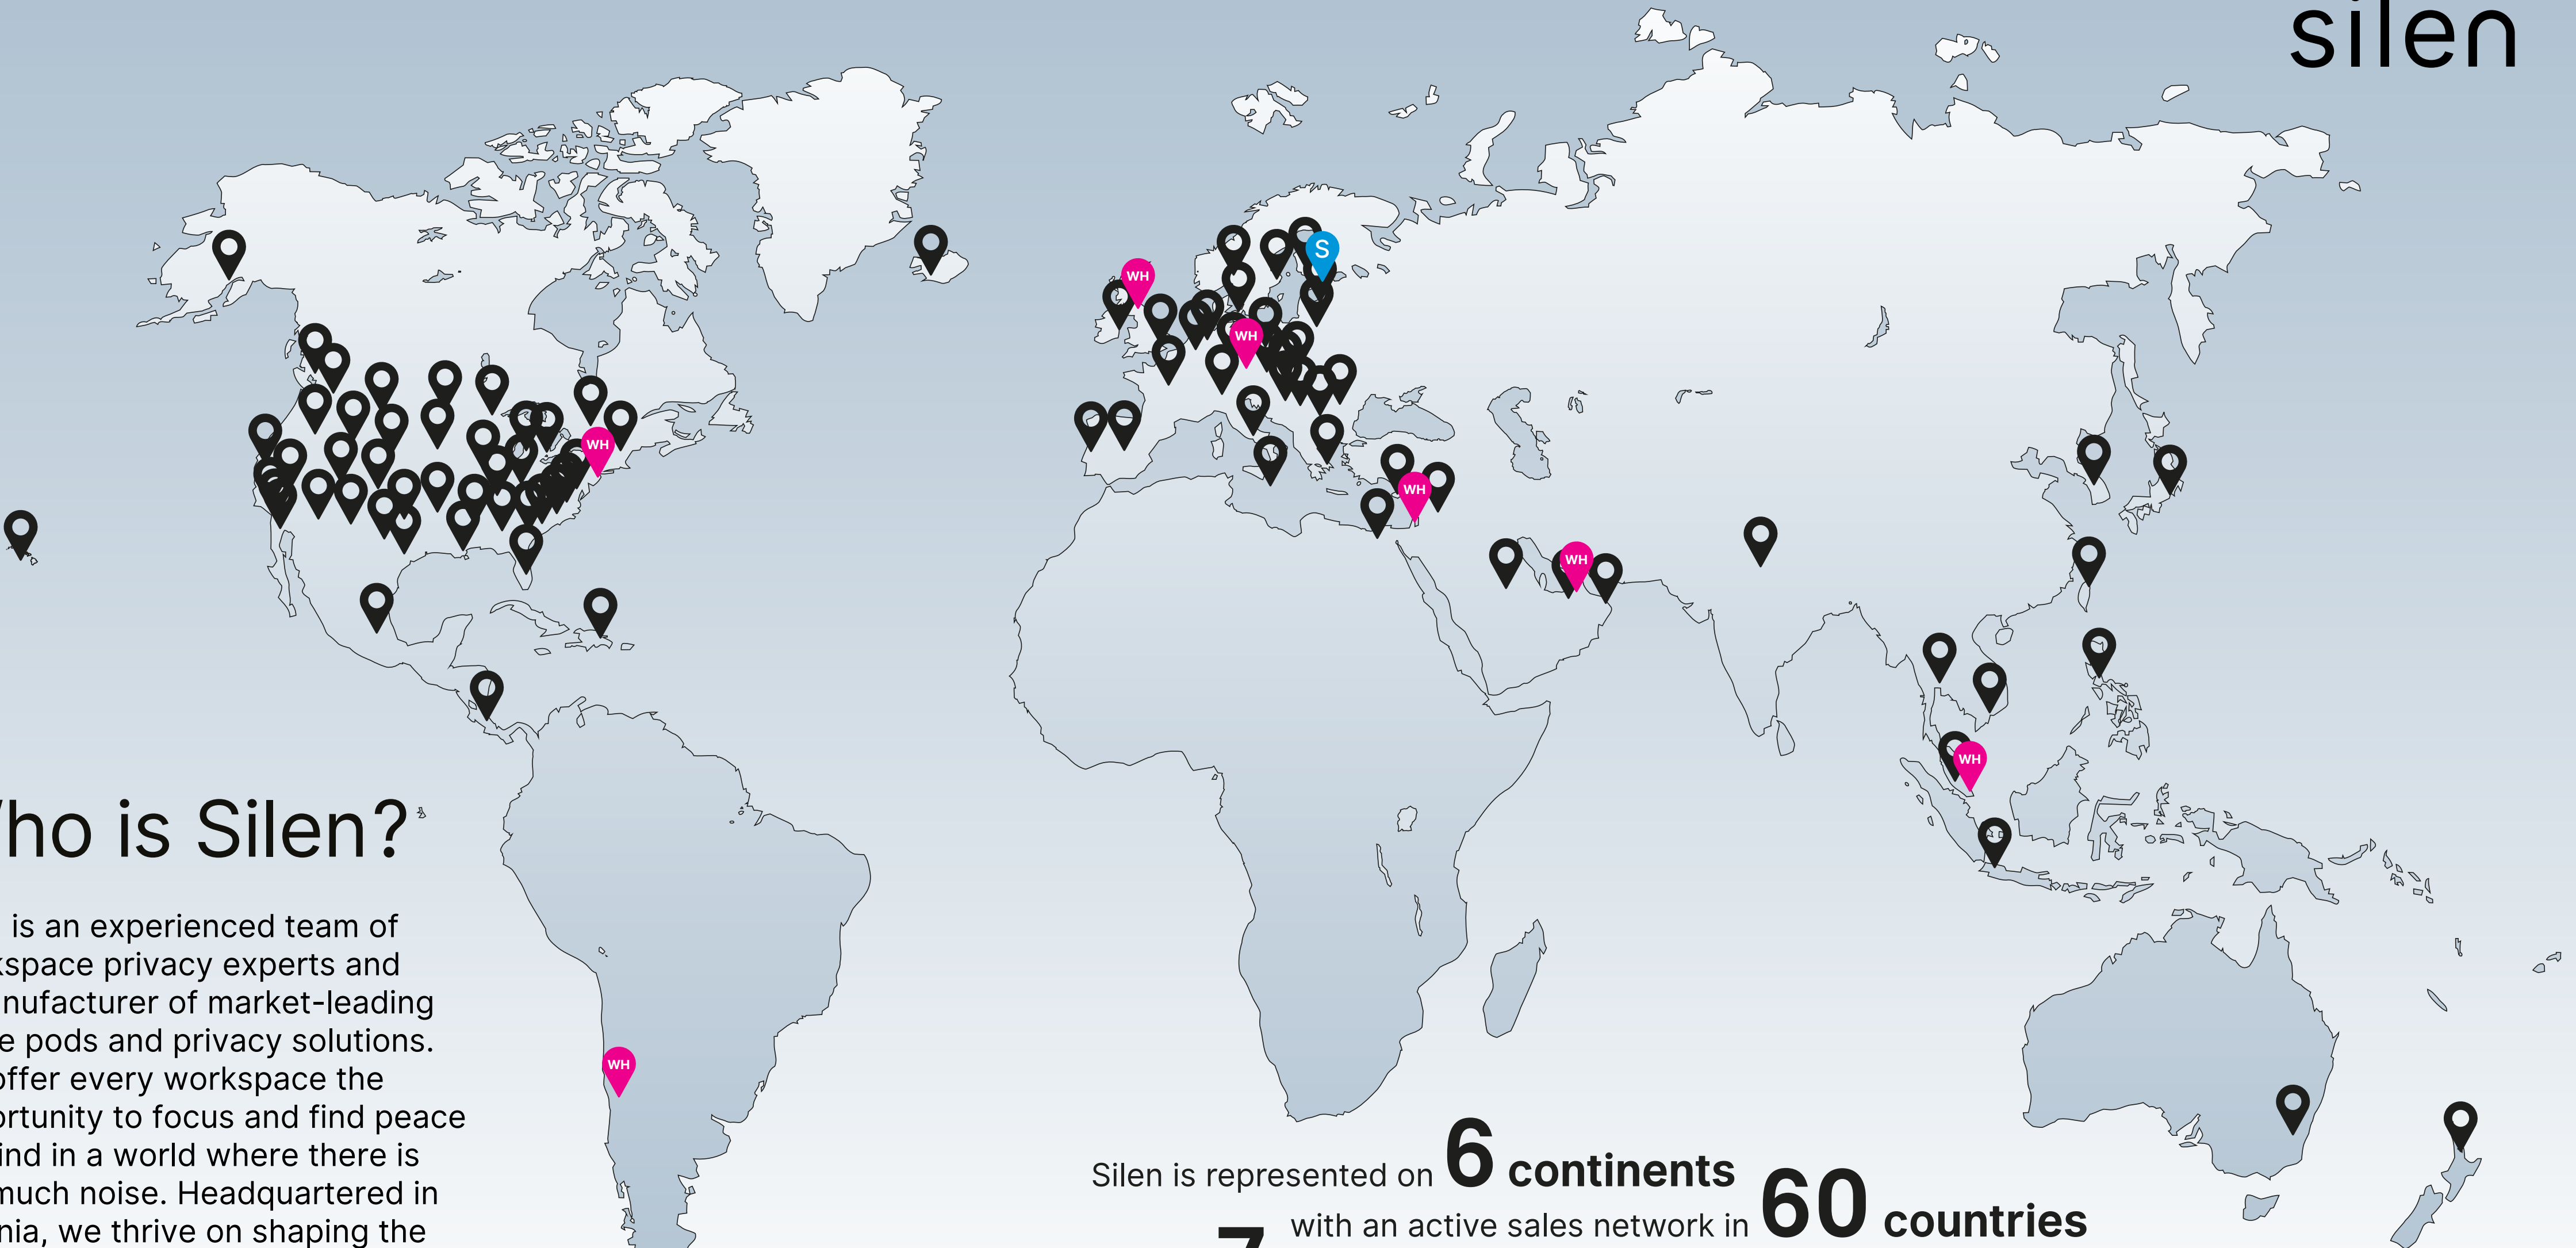 silen
WH
S
WH
WH
WH
WH
WH
WH
ho is Silen?
is an experienced team of
kspace privacy experts and
nufacturer of market-leading
e pods and privacy solutions.
offer every workspace the
ortunity to focus and find peace
ind in a world where there is
much noise. Headquartered in
nia, we thrive on shaping the
Silen is represented on 6 continents
with an active sales network in 60 countries